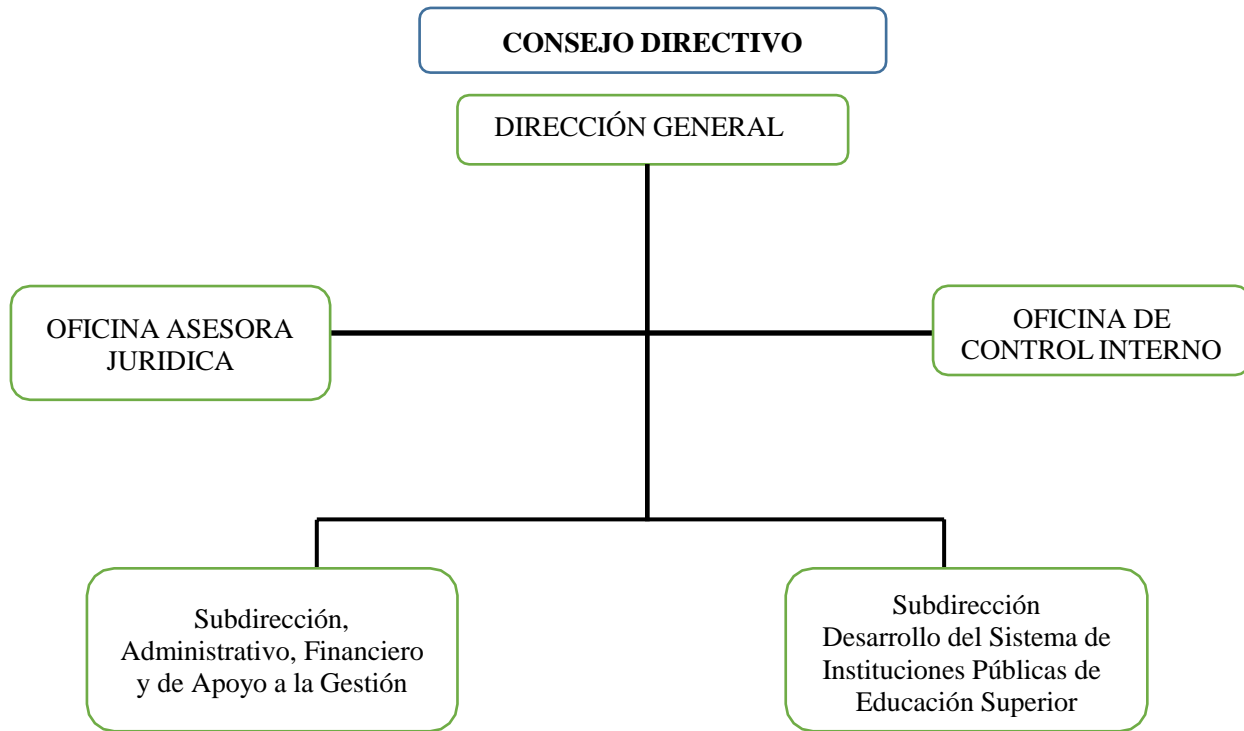 CONSEJO DIRECTIVO
DIRECCIÓN GENERAL
OFICINA ASESORA
JURIDICA
OFICINA DE
CONTROL INTERNO
Subdirección,
Administrativo, Financiero
y de Apoyo a la Gestión
Subdirección
Desarrollo del Sistema de
Instituciones Públicas de
Educación Superior